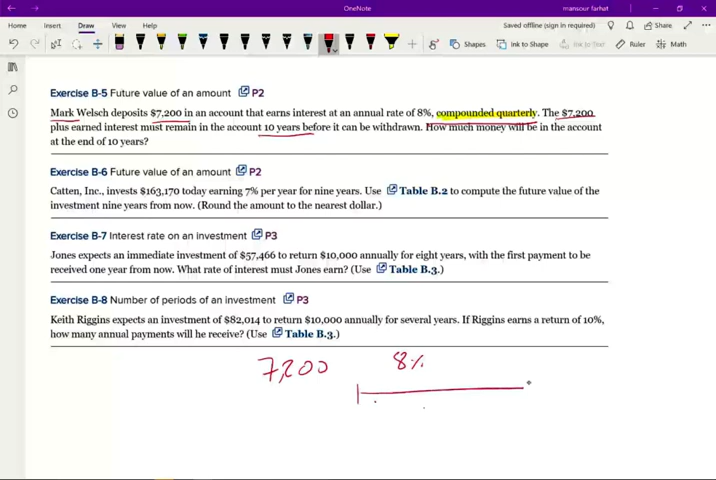 OneNote
mansour farhat
Home Insert Draw View Help
Saved offline (sign in required)
Share
Shapes Ink to Shape Ink to Text Ruler Math
Exercise B-5 Future value of an amount P2
Mark Welsch deposits $7,200 in an account that earns interest at an annual rate of 8%, compounded quarterly. The $7,200
plus earned interest must remain in the account 10 years before it can be withdrawn. How much money will be in the account
at the end of 10 years?
Exercise B-6 Future value of an amount P2
Catten, Inc., invests $163,170 today earning 7% per year for nine years. Use Table B.2 to compute the future value of the
investment nine years from now. (Round the amount to the nearest dollar.)
Exercise B-7 Interest rate on an investment P3
Jones expects an immediate investment of $57,466 to return $10,000 annually for eight years, with the first payment to be
received one year from now. What rate of interest must Jones earn? (Use Table B.3.)
Exercise B-8 Number of periods of an investment P3
Keith Riggins expects an investment of $82,014 to return $10,000 annually for several years. If Riggins earns a return of 10%,
how many annual payments will he receive? (Use Table B.3.)
7,200 8%